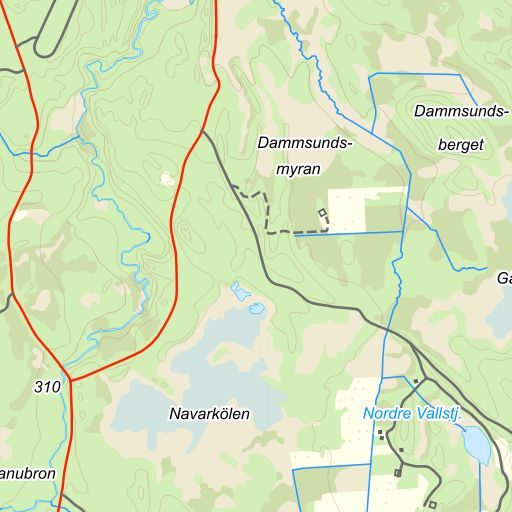 Dammsunds-
berget
Dammsunds-
myran
Ga
310
Navarkölen
Nordre Vallstj.
anubron